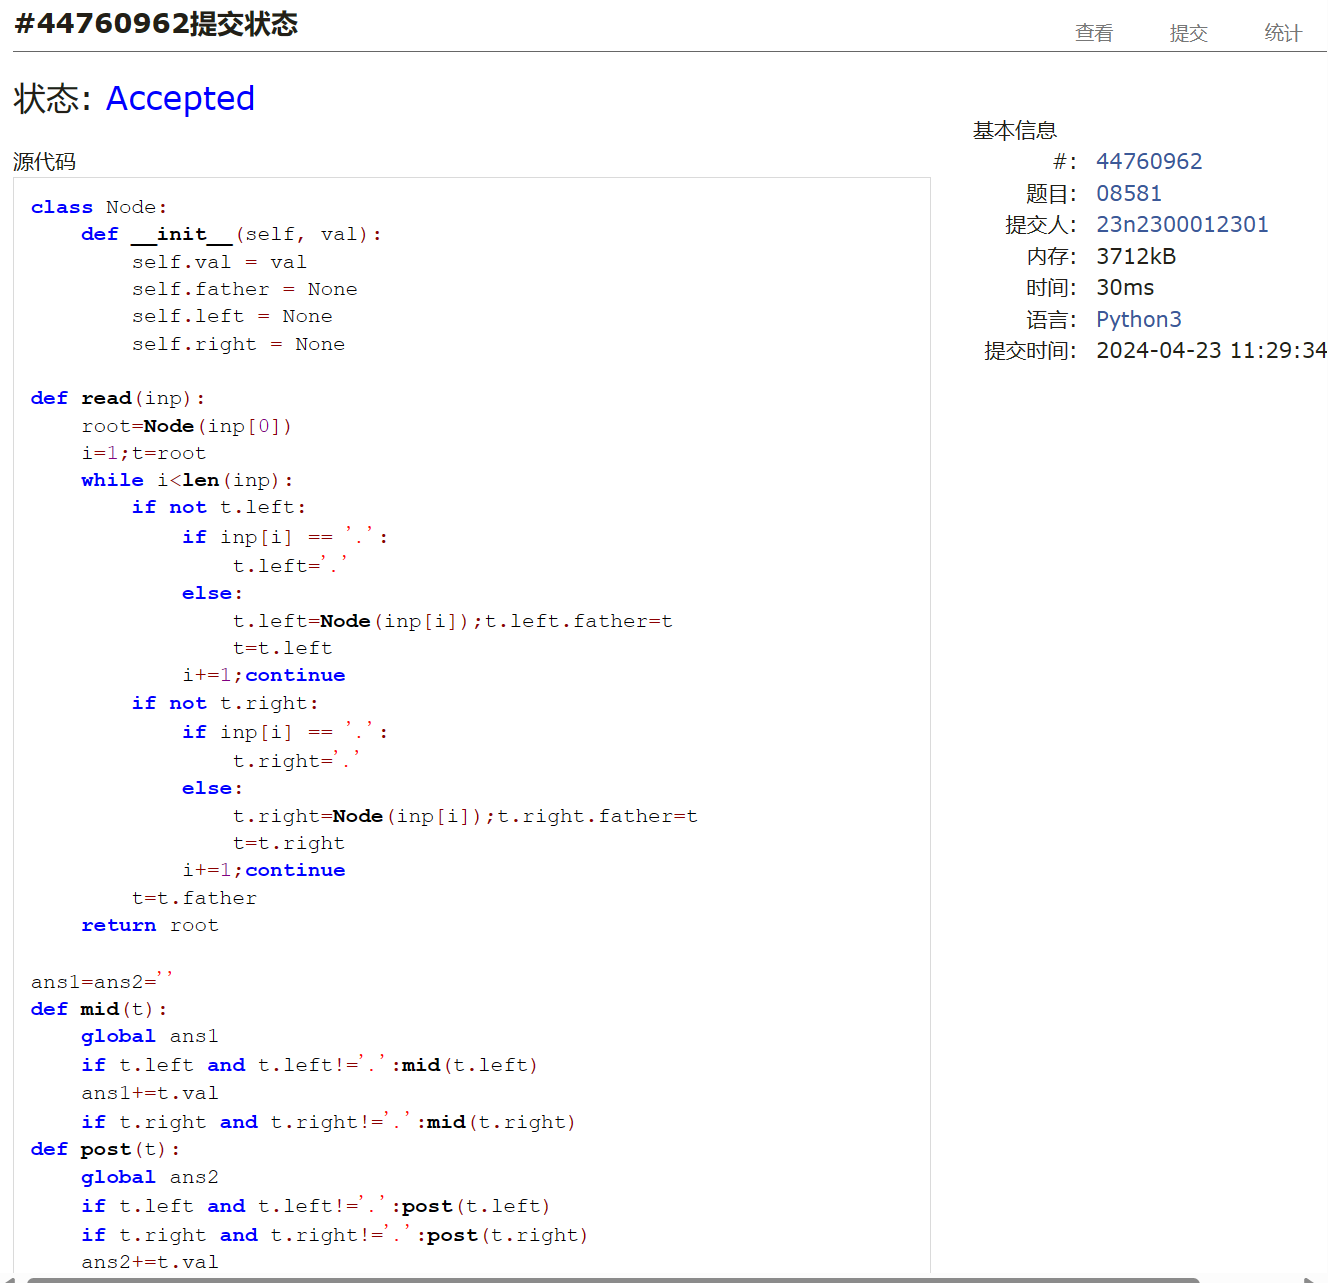 #44760962提交状态
查看 提交 统计
状态: Accepted
源代码
class Node:
    def __init__(self, val):
        self.val = val
        self.father = None
        self.left = None
        self.right = None

def read(inp):
    root=Node(inp[0])
    i=1;t=root
    while i<len(inp):
        if not t.left:
            if inp[i] == '.':
                t.left='.'
            else:
                t.left=Node(inp[i]);t.left.father=t
                t=t.left
            i+=1;continue
        if not t.right:
            if inp[i] == '.':
                t.right='.'
            else:
                t.right=Node(inp[i]);t.right.father=t
                t=t.right
            i+=1;continue
        t=t.father
    return root

ans1=ans2=''
def mid(t):
    global ans1
    if t.left and t.left!='.':mid(t.left)
    ans1+=t.val
    if t.right and t.right!='.':mid(t.right)
def post(t):
    global ans2
    if t.left and t.left!='.':post(t.left)
    if t.right and t.right!='.':post(t.right)
    ans2+=t.val
基本信息
#: 44760962
题目: 08581
提交人: 23n2300012301
内存: 3712kB
时间: 30ms
语言: Python3
提交时间: 2024-04-23 11:29:34